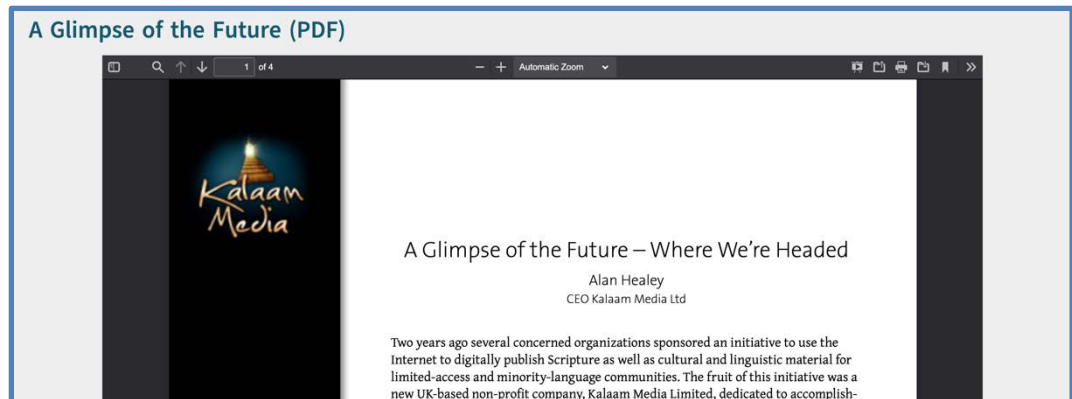 A Glimpse of the Future (PDF)
1 of 4
Automatic Zoom
Kalaam
Media
A Glimpse of the Future – Where We're Headed
Alan Healey
CEO Kalaam Media Ltd
Two years ago several concerned organizations sponsored an initiative to use the
Internet to digitally publish Scripture as well as cultural and linguistic material for
limited-access and minority-language communities. The fruit of this initiative was a
new UK-based non-profit company, Kalaam Media Limited, dedicated to accomplish-